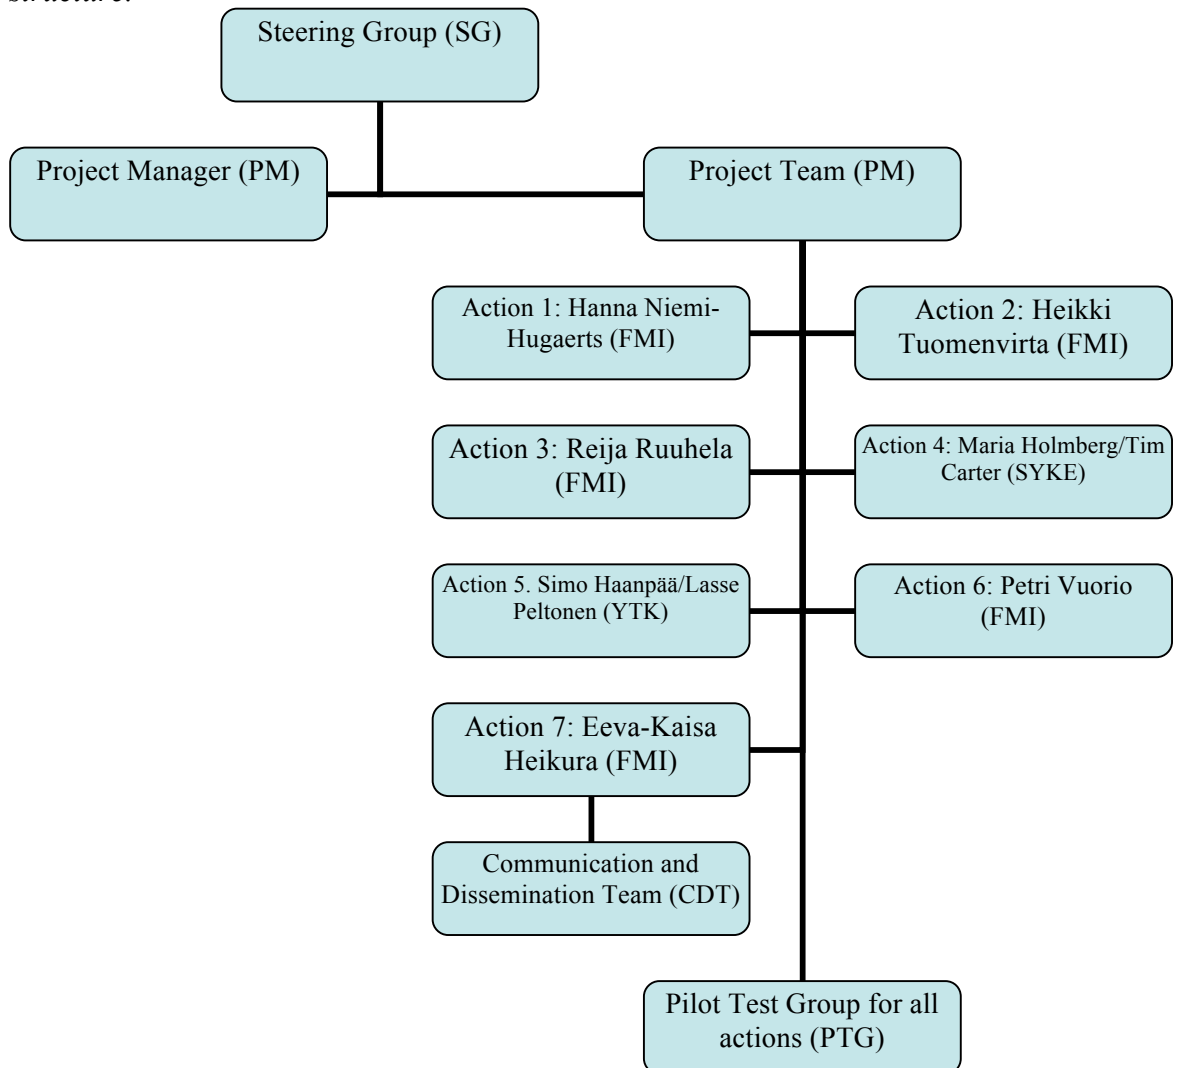 structure.
Steering Group (SG)
Project Manager (PM)
Project Team (PM)
Action 1: Hanna Niemi-
Hugaerts (FMI)
Action 2: Heikki
Tuomenvirta (FMI)
Action 3: Reija Ruuhela
(FMI)
Action 4: Maria Holmberg/Tim
Carter (SYKE)
Action 5. Simo Haanpää/Lasse
Peltonen (YTK)
Action 6: Petri Vuorio
(FMI)
Action 7: Eeva-Kaisa
Heikura (FMI)
Communication and
Dissemination Team (CDT)
Pilot Test Group for all
actions (PTG)